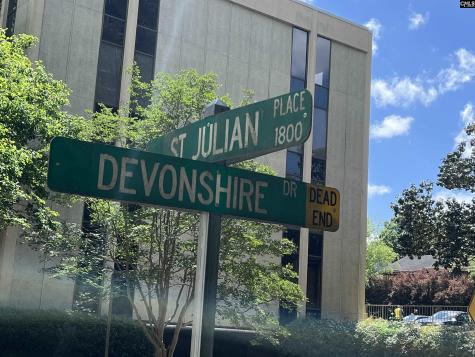 ST JULIAN PLACE
1800
DEVONSHIRE DR
DEAD
END